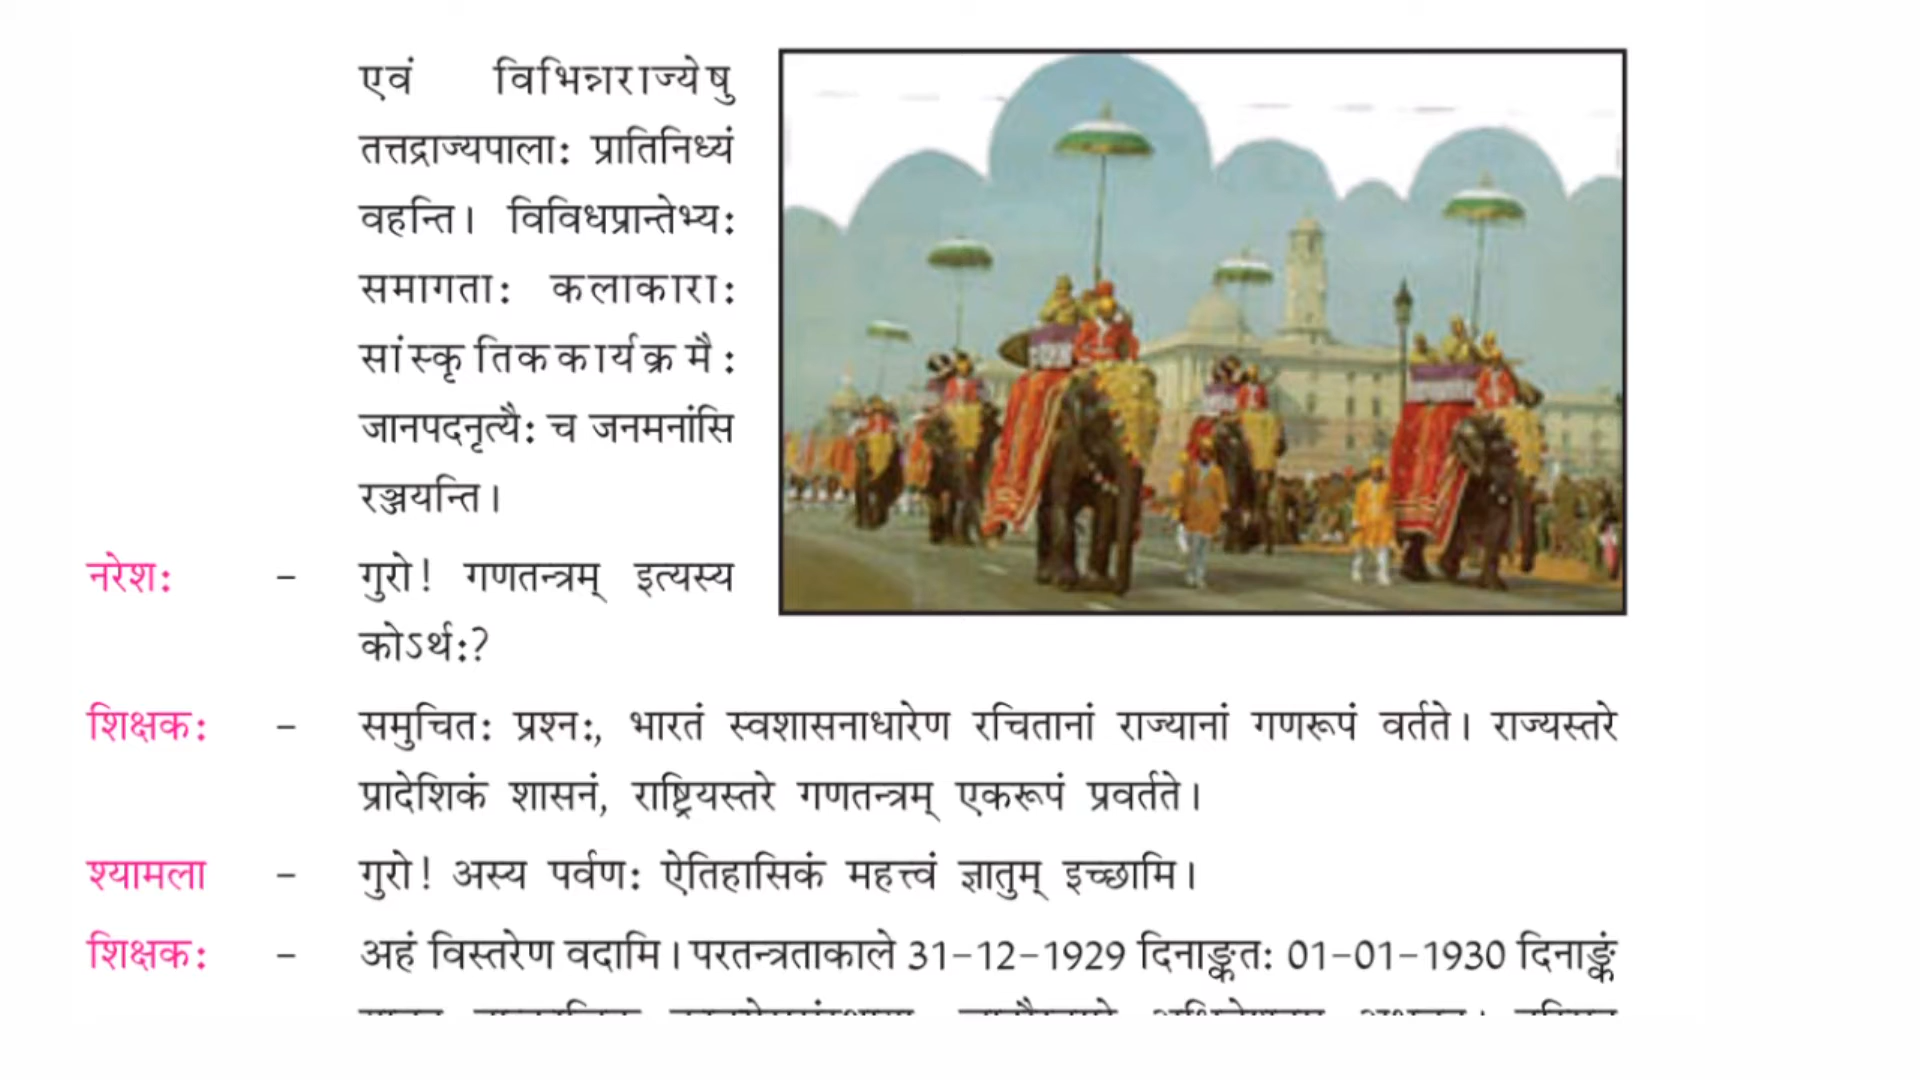 एवं विभिन्नराज्येषु
तत्तद्राज्यपालाः प्रातिनिध्यं
वहन्ति। विविधप्रान्तेभ्यः
समागताः कलाकाराः
सांस्कृतिककार्यक्रमैः
जानपदनृत्यैः च जनमनांसि
रञ्जयन्ति।
नरेशः – गुरो! गणतन्त्रम् इत्यस्य
कोऽर्थः?
शिक्षकः – समुचितः प्रश्नः, भारतं स्वशासनाधारेण रचितानां राज्यानां गणरूपं वर्तते। राज्यस्तरे
प्रादेशिकं शासनं, राष्ट्रियस्तरे गणतन्त्रम् एकरूपं प्रवर्तते।
श्यामला – गुरो! अस्य पर्वणः ऐतिहासिकं महत्त्वं ज्ञातुम् इच्छामि।
शिक्षकः – अहं विस्तरेण वदामि। परतन्त्रताकाले 31-12-1929 दिनाङ्कतः 01-01-1930 दिनाङ्कं